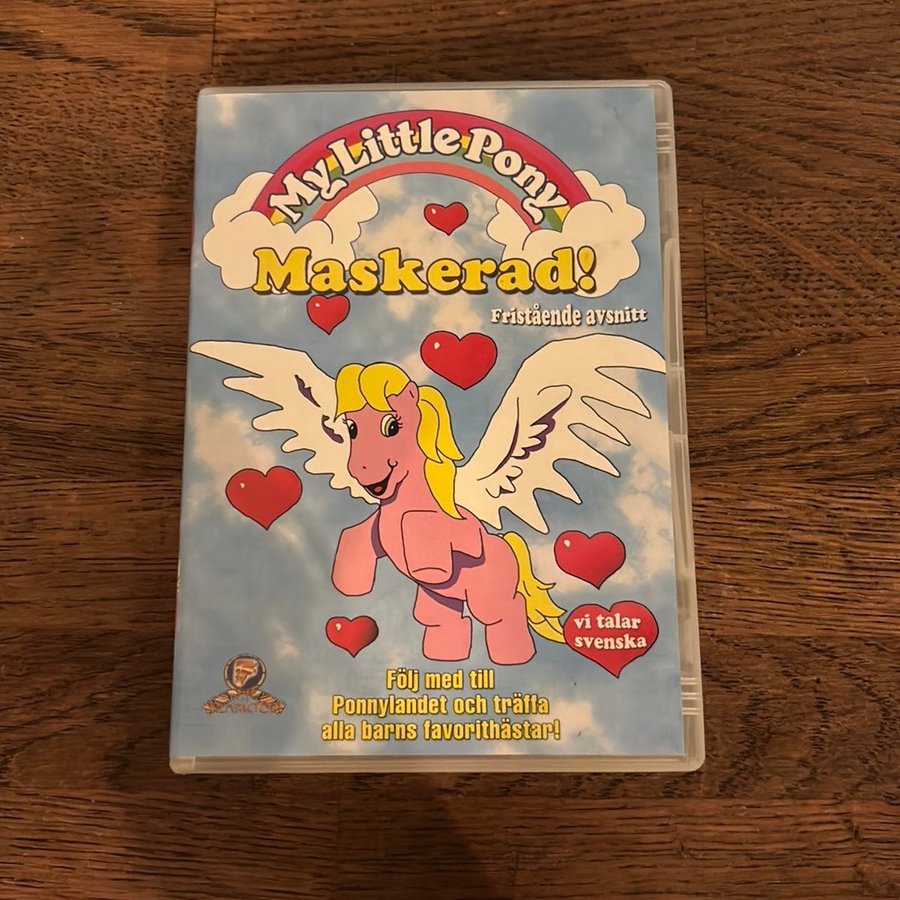 My Little Pony
Maskerad!
Fristående avsnitt
vi talar
svenska
Följ med till
Ponnylandet och träffa
alla barns favorithästar!